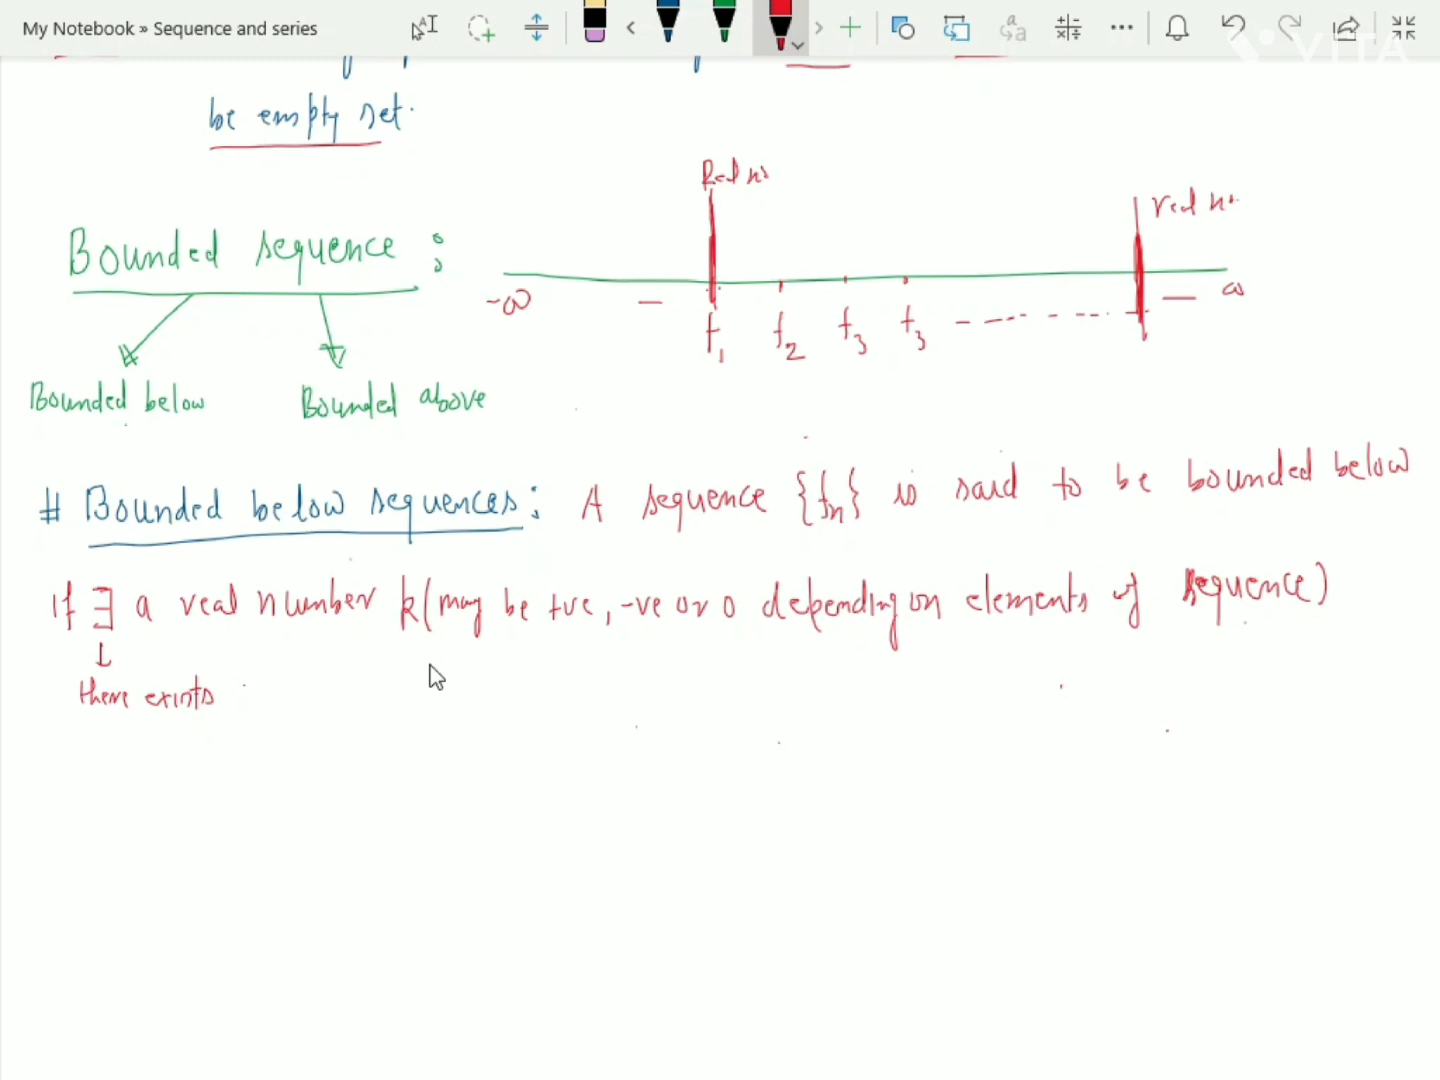 My Notebook » Sequence and series
VITA
be empty set.
Real no
real no.
Bounded sequence :
-∞ — — ∞
f₁ f₂ f₃ f₃ - - - - - -
Bounded below Bounded above
# Bounded below sequences : A sequence {fₙ} is said to be bounded below
if ∃ a real number k(may be +ve, -ve or 0 depending on elements of sequence)
↓
there exists